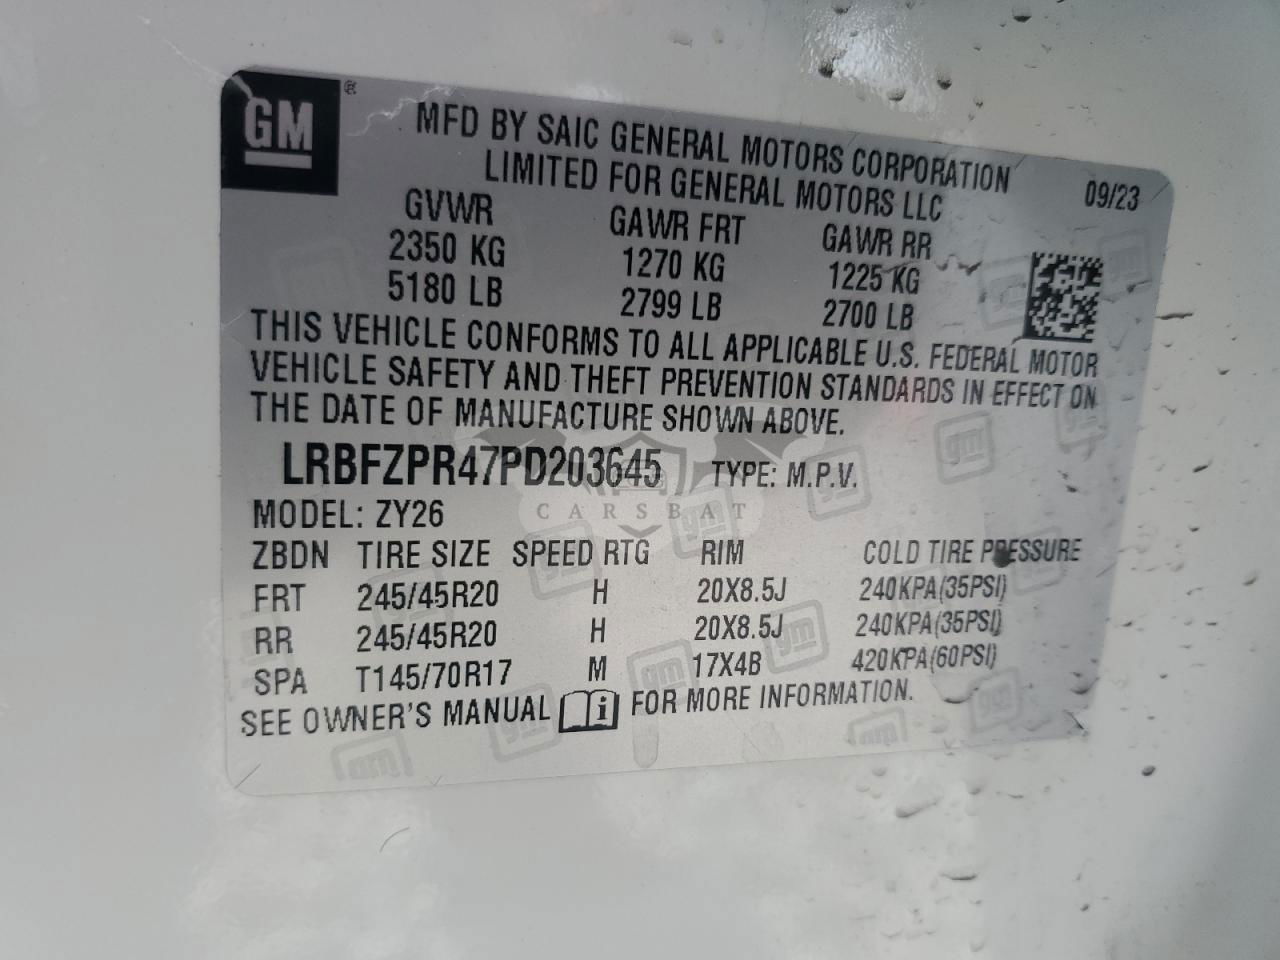 GM ®
MFD BY SAIC GENERAL MOTORS CORPORATION
LIMITED FOR GENERAL MOTORS LLC
09/23
GVWR GAWR FRT GAWR RR
2350 KG 1270 KG 1225 KG
5180 LB 2799 LB 2700 LB
THIS VEHICLE CONFORMS TO ALL APPLICABLE U.S. FEDERAL MOTOR
VEHICLE SAFETY AND THEFT PREVENTION STANDARDS IN EFFECT ON
THE DATE OF MANUFACTURE SHOWN ABOVE.
LRBFZPR47PD203645 TYPE: M.P.V.
CARSBAT
MODEL: ZY26
ZBDN TIRE SIZE SPEED RTG RIM COLD TIRE PRESSURE
FRT 245/45R20 H 20X8.5J 240KPA(35PSI)
RR 245/45R20 H 20X8.5J 240KPA(35PSI)
SPA T145/70R17 M 17X4B 420KPA(60PSI)
SEE OWNER'S MANUAL i FOR MORE INFORMATION.